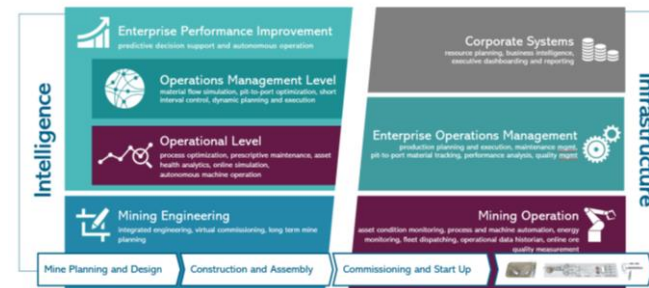 Intelligence
Enterprise Performance Improvement
predictive decision support and autonomous operation
Operations Management Level
material flow simulation, pit-to-port optimization, short
interval control, dynamic planning and execution
Operational Level
process optimization, prescriptive maintenance, asset
health analytics, online simulation,
autonomous machine operation
Mining Engineering
integrated engineering, virtual commissioning, long term mine
planning
Corporate Systems
resource planning, business intelligence,
executive dashboarding and reporting
Enterprise Operations Management
production planning and execution, maintenance mgmt,
pit-to-port material tracking, performance analysis, quality mgmt
Mining Operation
asset condition monitoring, process and machine automation, energy
monitoring, fleet dispatching, operational data historian, online ore
quality measurement
Infrastructure
Mine Planning and Design
Construction and Assembly
Commissioning and Start Up